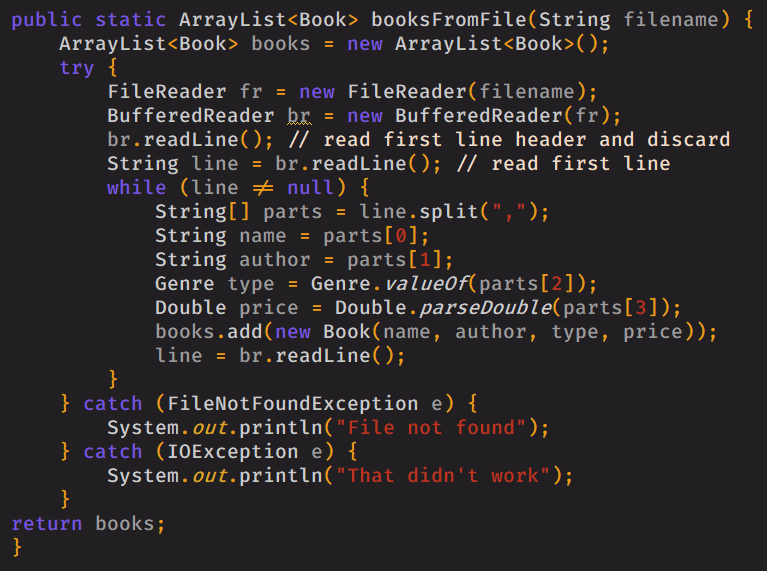 public static ArrayList<Book> booksFromFile(String filename) {
    ArrayList<Book> books = new ArrayList<Book>();
    try {
        FileReader fr = new FileReader(filename);
        BufferedReader br = new BufferedReader(fr);
        br.readLine(); // read first line header and discard
        String line = br.readLine(); // read first line
        while (line ≠ null) {
            String[] parts = line.split(",");
            String name = parts[0];
            String author = parts[1];
            Genre type = Genre.valueOf(parts[2]);
            Double price = Double.parseDouble(parts[3]);
            books.add(new Book(name, author, type, price));
            line = br.readLine();
        }
    } catch (FileNotFoundException e) {
        System.out.println("File not found");
    } catch (IOException e) {
        System.out.println("That didn't work");
    }
return books;
}